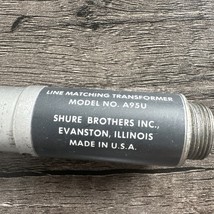 LINE MATCHING TRANSFORMER
MODEL NO. A95U
SHURE BROTHERS INC.,
EVANSTON, ILLINOIS
MADE IN U.S.A.